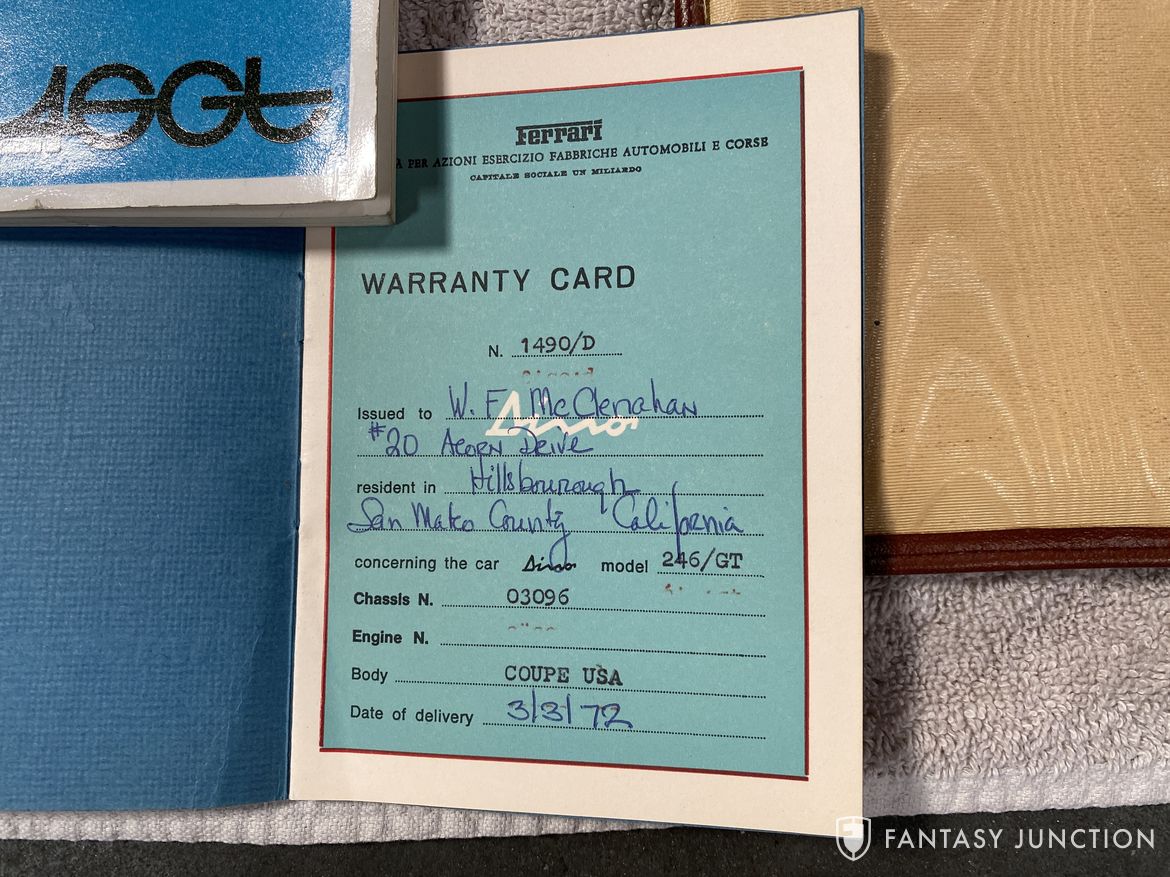 Ferrari
À PER AZIONI ESERCIZIO FABBRICHE AUTOMOBILI E CORSE
CAPITALE SOCIALE UN MILIARDO
WARRANTY CARD
N. 1490/D
Dino
Issued to W. F. McClenahan
#20 Acorn Drive
resident in Hillsbourough
San Mateo County California
concerning the car Dino model 246/GT
Chassis N. 03096
Engine N.
Body COUPE USA
Date of delivery 3/3/72
FANTASY JUNCTION